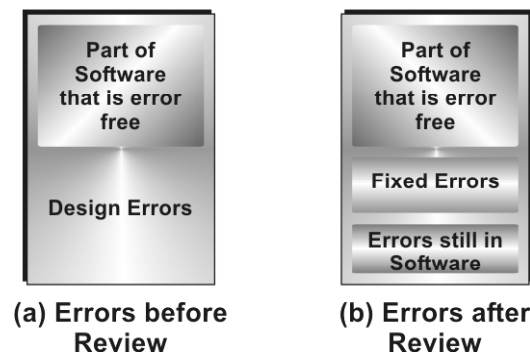 Part of
Software
that is error
free
Design Errors
(a) Errors before
Review
Part of
Software
that is error
free
Fixed Errors
Errors still in
Software
(b) Errors after
Review